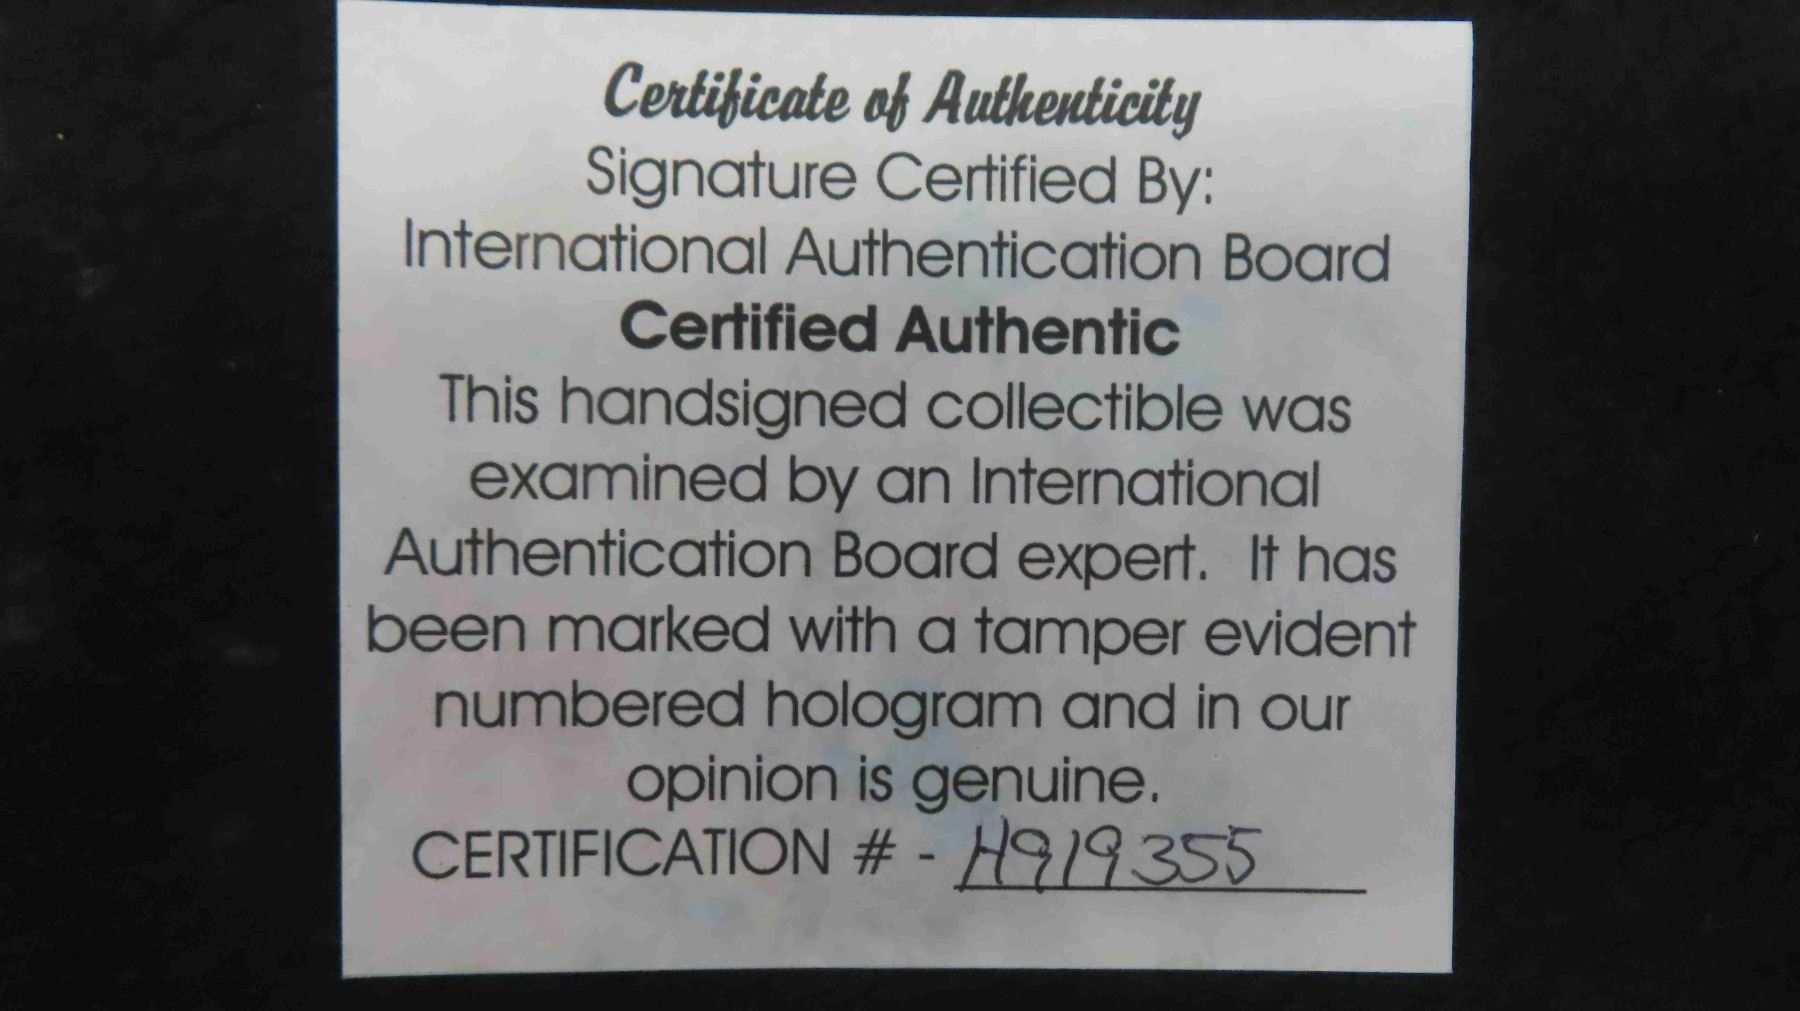 Certificate of Authenticity
Signature Certified By:
International Authentication Board
Certified Authentic
This handsigned collectible was
examined by an International
Authentication Board expert. It has
been marked with a tamper evident
numbered hologram and in our
opinion is genuine.
CERTIFICATION # - H919355